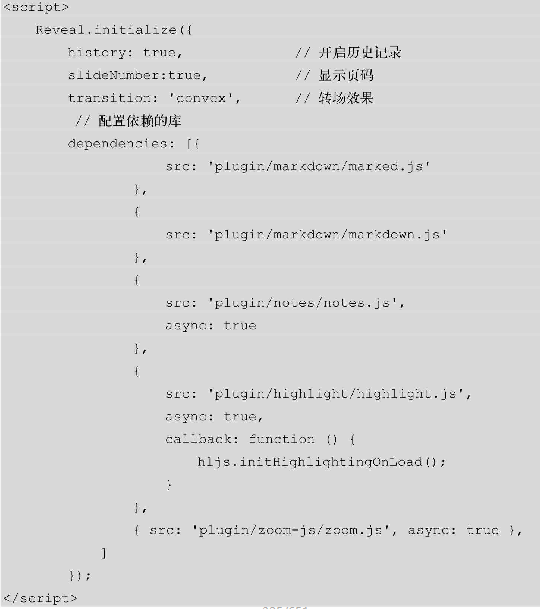 <script>
Reveal.initialize({
history: true, // 开启历史记录
slideNumber:true, // 显示页码
transition: 'convex', // 转场效果
// 配置依赖的库
dependencies: [{
src: 'plugin/markdown/marked.js'
},
{
src: 'plugin/markdown/markdown.js'
},
{
src: 'plugin/notes/notes.js',
async: true
},
{
src: 'plugin/highlight/highlight.js',
async: true,
callback: function () {
hljs.initHighlightingOnLoad();
}
},
{ src: 'plugin/zoom-js/zoom.js', async: true },
]
});
</script>